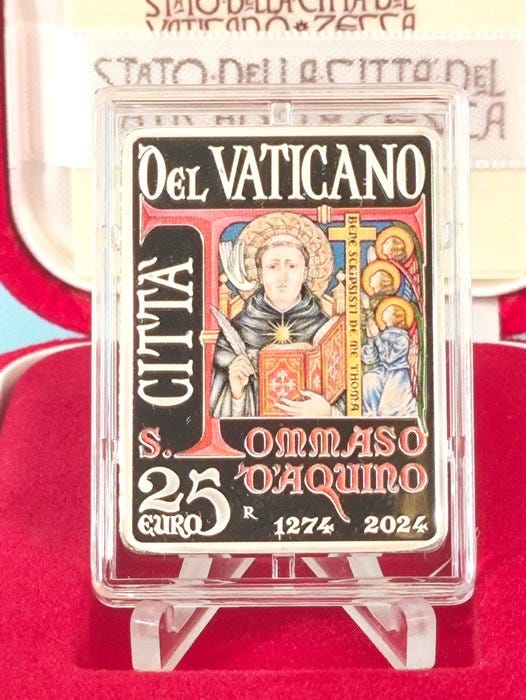 STATO·DELLA CITTÀ DEL
VATICANO * ZECCA
STATO·DELLA CITTÀ DEL
DEL VATICANO
CITTÀ
BENE SCRIPSISTI DE ME THOMA
S. TOMMASO
D'AQUINO
25
EURO
R
1274 2024